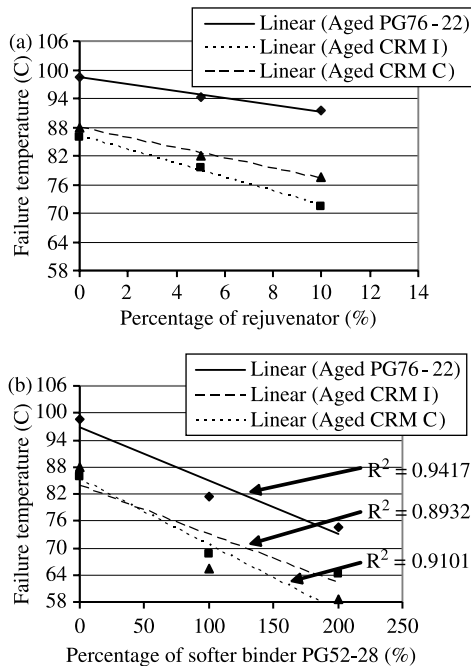 (a)
Linear (Aged PG76-22)
Linear (Aged CRM I)
Linear (Aged CRM C)
Failure temperature (C)
106
100
94
88
82
76
70
64
58
0 2 4 6 8 10 12 14
Percentage of rejuvenator (%)
(b)
Linear (Aged PG76-22)
Linear (Aged CRM I)
Linear (Aged CRM C)
Failure temperature (C)
106
100
94
88
82
76
70
64
58
R² = 0.9417
R² = 0.8932
R² = 0.9101
0 50 100 150 200 250
Percentage of softer binder PG52-28 (%)